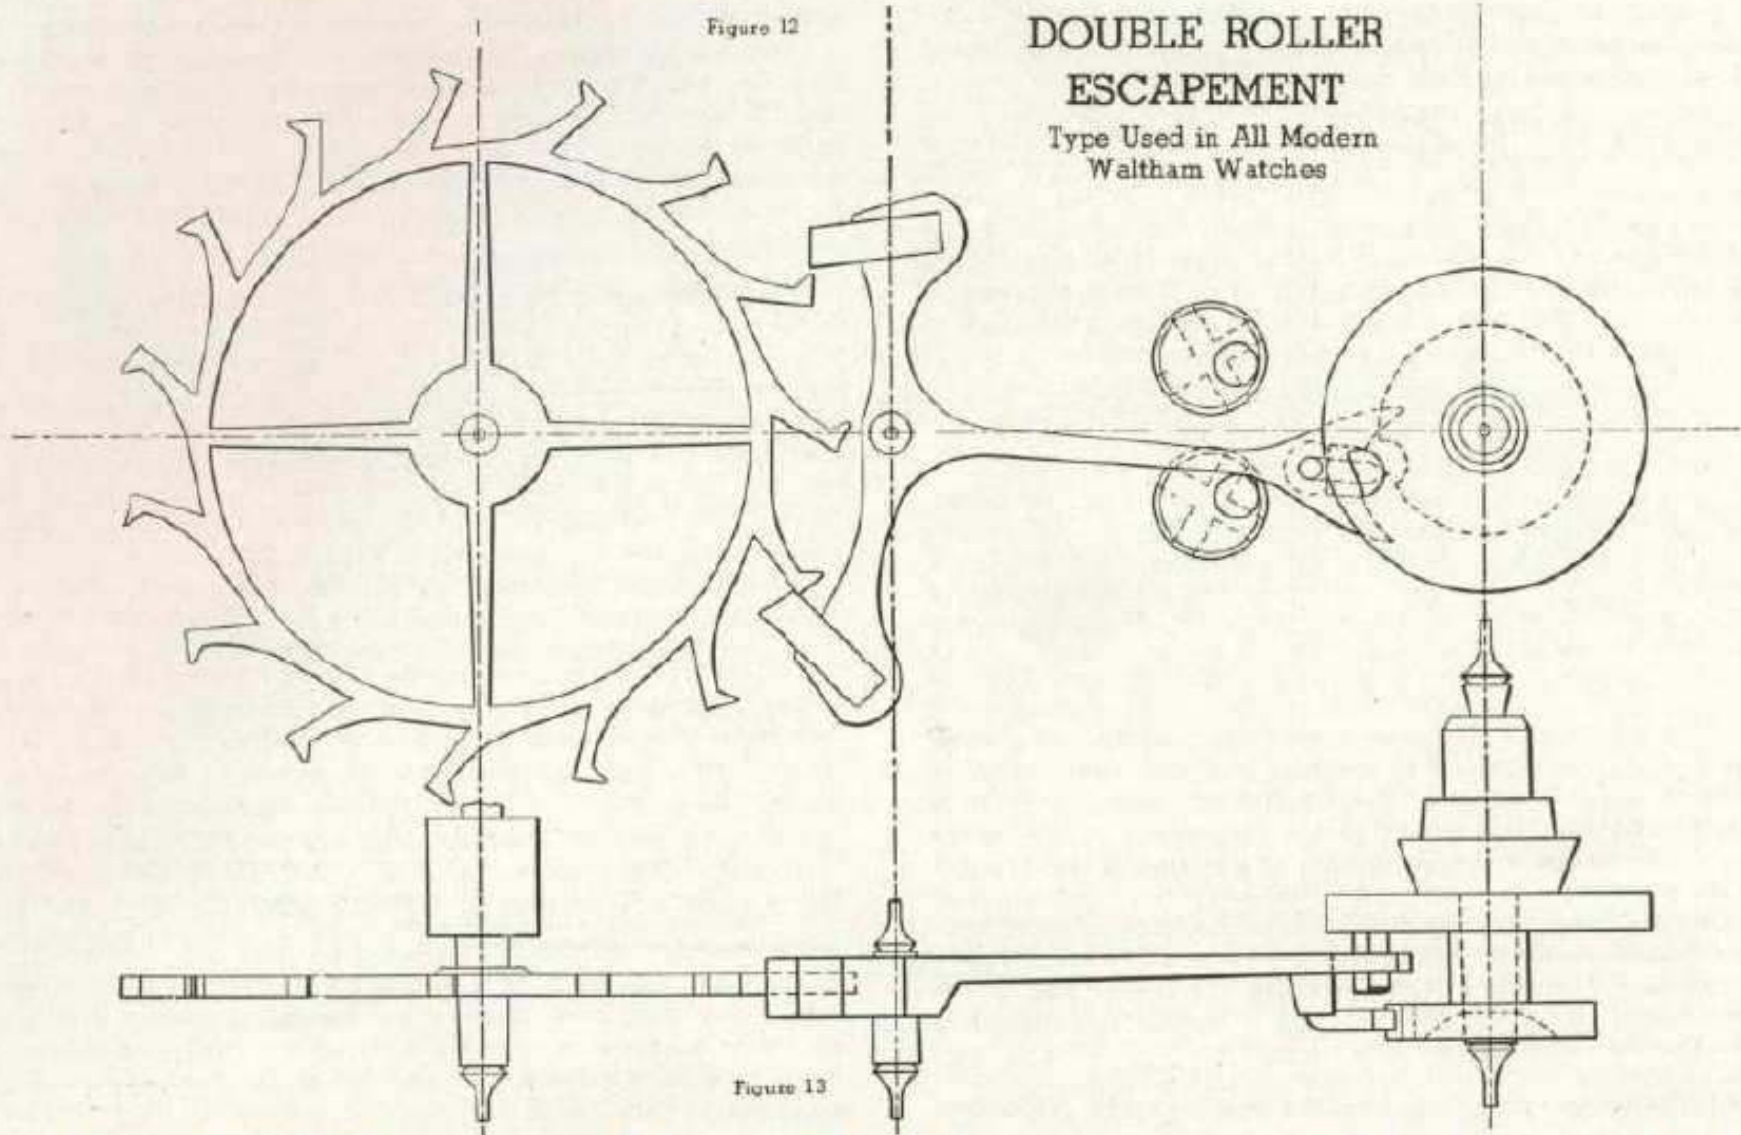 Figure 12
DOUBLE ROLLER
ESCAPEMENT
Type Used in All Modern
Waltham Watches
Figure 13